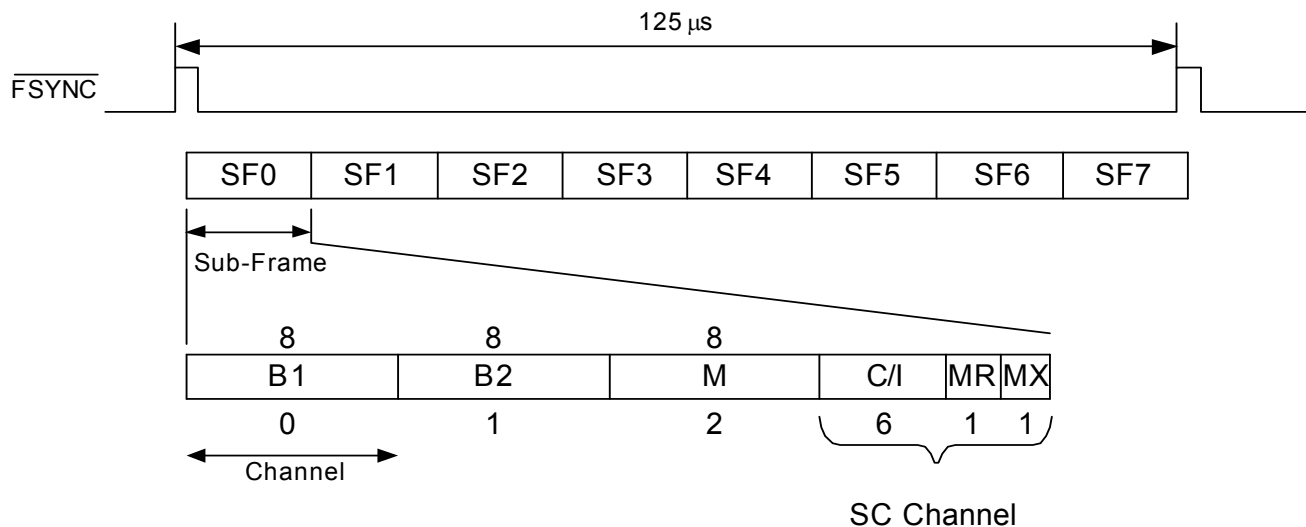 125 μs
FSYNC
SF0 SF1 SF2 SF3 SF4 SF5 SF6 SF7
Sub-Frame
8 8 8
B1 B2 M C/I MR MX
0 1 2 6 1 1
Channel
SC Channel